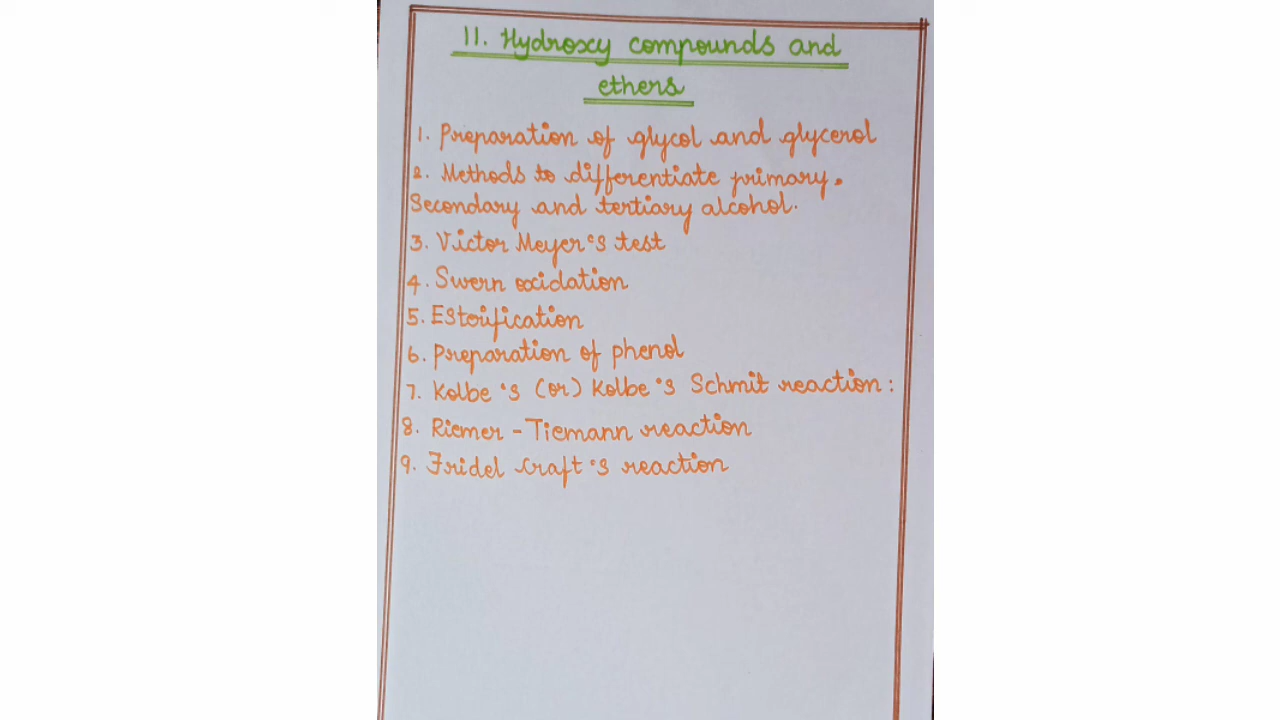 11. Hydroxy compounds and
ethers
1. Preparation of glycol and glycerol
2. Methods to differentiate primary.
Secondary and tertiary alcohol.
3. Victor Meyer's test
4. Swern oxidation
5. Esterification
6. Preparation of phenol
7. Kolbe's (or) Kolbe's Schmit reaction:
8. Riemer - Tiemann reaction
9. Fridel Craft's reaction